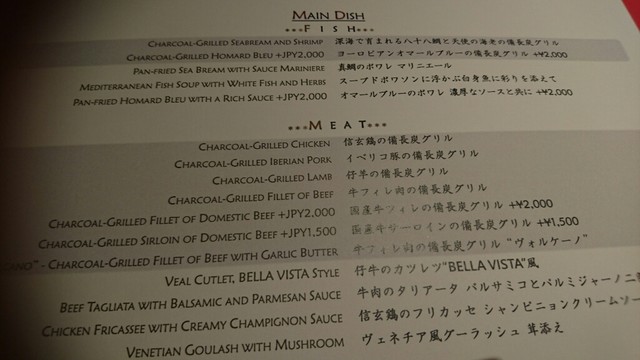 MAIN DISH
•••FISH•••
CHARCOAL-GRILLED SEABREAM AND SHRIMP 深海で育まれる八十八鯛と天使の海老の備長炭グリル
CHARCOAL-GRILLED HOMARD BLEU +JPY2,000 ヨーロピアンオマールブルーの備長炭グリル +¥2,000
PAN-FRIED SEA BREAM WITH SAUCE MARINIERE 真鯛のポワレ マリニエール
MEDITERRANEAN FISH SOUP WITH WHITE FISH AND HERBS スープドポワソンに浮かぶ白身魚に彩りを添えて
PAN-FRIED HOMARD BLEU WITH A RICH SAUCE +JPY2,000 オマールブルーのポワレ 濃厚なソースと共に +¥2,000
•••MEAT•••
CHARCOAL-GRILLED CHICKEN 信玄鶏の備長炭グリル
CHARCOAL-GRILLED IBERIAN PORK イベリコ豚の備長炭グリル
CHARCOAL-GRILLED LAMB 仔羊の備長炭グリル
CHARCOAL-GRILLED FILLET OF BEEF 牛フィレ肉の備長炭グリル
CHARCOAL-GRILLED FILLET OF DOMESTIC BEEF +JPY2,000 国産牛フィレの備長炭グリル +¥2,000
CHARCOAL-GRILLED SIRLOIN OF DOMESTIC BEEF +JPY1,500 国産牛サーロインの備長炭グリル +¥1,500
CANO" - CHARCOAL-GRILLED FILLET OF BEEF WITH GARLIC BUTTER 牛フィレ肉の備長炭グリル "ヴォルケーノ"
VEAL CUTLET, BELLA VISTA STYLE 仔牛のカツレツ"BELLA VISTA"風
BEEF TAGLIATA WITH BALSAMIC AND PARMESAN SAUCE 牛肉のタリアータ バルサミコとパルミジャーノニ
CHICKEN FRICASSEE WITH CREAMY CHAMPIGNON SAUCE 信玄鶏のフリカッセ シャンピニョンクリームソー
VENETIAN GOULASH WITH MUSHROOM ヴェネチア風グーラッシュ 茸添え